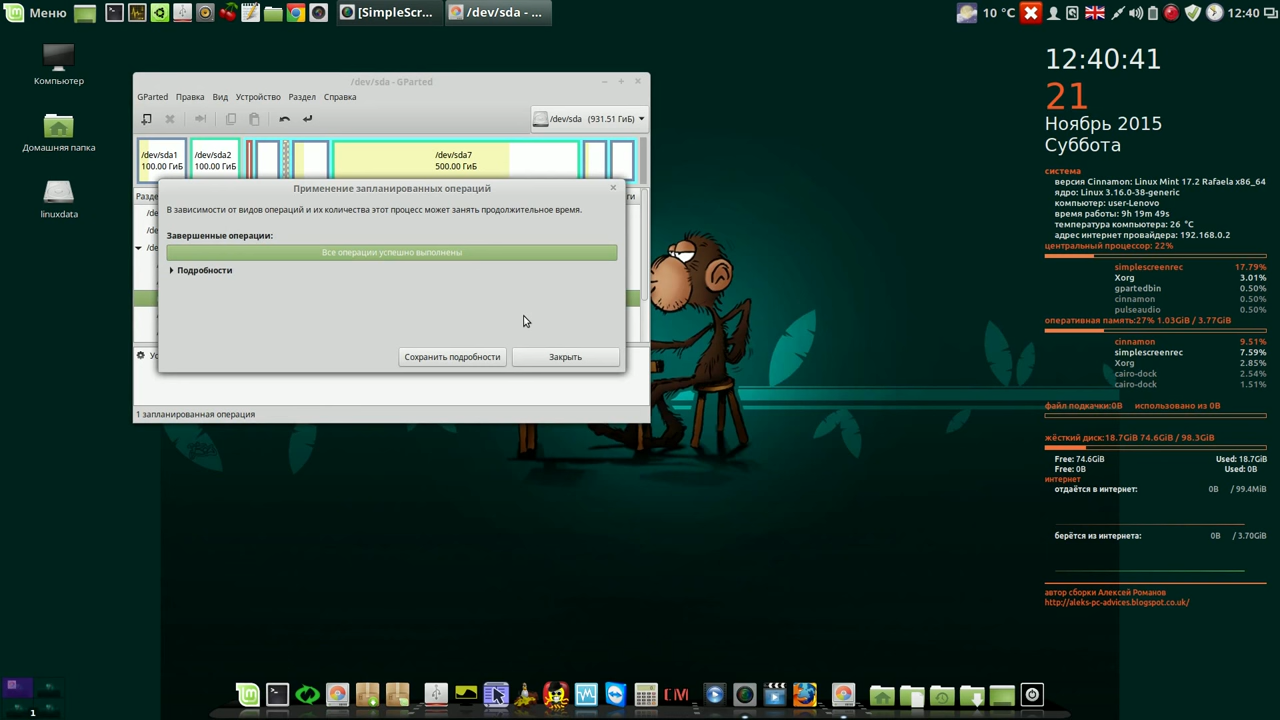 Меню
[SimpleScr...
/dev/sda - ...
10 °C
12:40
Компьютер
Домашняя папка
linuxdata
/dev/sda - GParted
GParted Правка Вид Устройство Раздел Справка
/dev/sda (931.51 ГиБ)
/dev/sda1
100.00 ГиБ
/dev/sda2
100.00 ГиБ
/dev/sda7
500.00 ГиБ
Применение запланированных операций
В зависимости от видов операций и их количества этот процесс может занять продолжительное время.
Завершенные операции:
Все операции успешно выполнены
Подробности
Сохранить подробности
Закрыть
1 запланированная операция
12:40:41
21
Ноябрь 2015
Суббота
система
версия Cinnamon: Linux Mint 17.2 Rafaela x86_64
ядро: Linux 3.16.0-38-generic
компьютер: user-Lenovo
время работы: 9h 19m 49s
температура компьютера: 26 °C
адрес интернет провайдера: 192.168.0.2
центральный процессор: 22%
simplescreenrec 17.79%
Xorg 3.01%
gpartedbin 0.50%
cinnamon 0.50%
pulseaudio 0.50%
оперативная память:27% 1.03GiB / 3.77GiB
cinnamon 9.51%
simplescreenrec 7.59%
Xorg 2.85%
cairo-dock 2.54%
cairo-dock 1.51%
файл подкачки:0B использовано из 0B
жёсткий диск:18.7GiB 74.6GiB / 98.3GiB
Free: 74.6GiB Used: 18.7GiB
Free: 0B Used: 0B
интернет
отдаётся в интернет: 0B / 99.4MiB
берётся из интернета: 0B / 3.70GiB
автор сборки Алексей Романов
http://aleks-pc-advices.blogspot.co.uk/
1